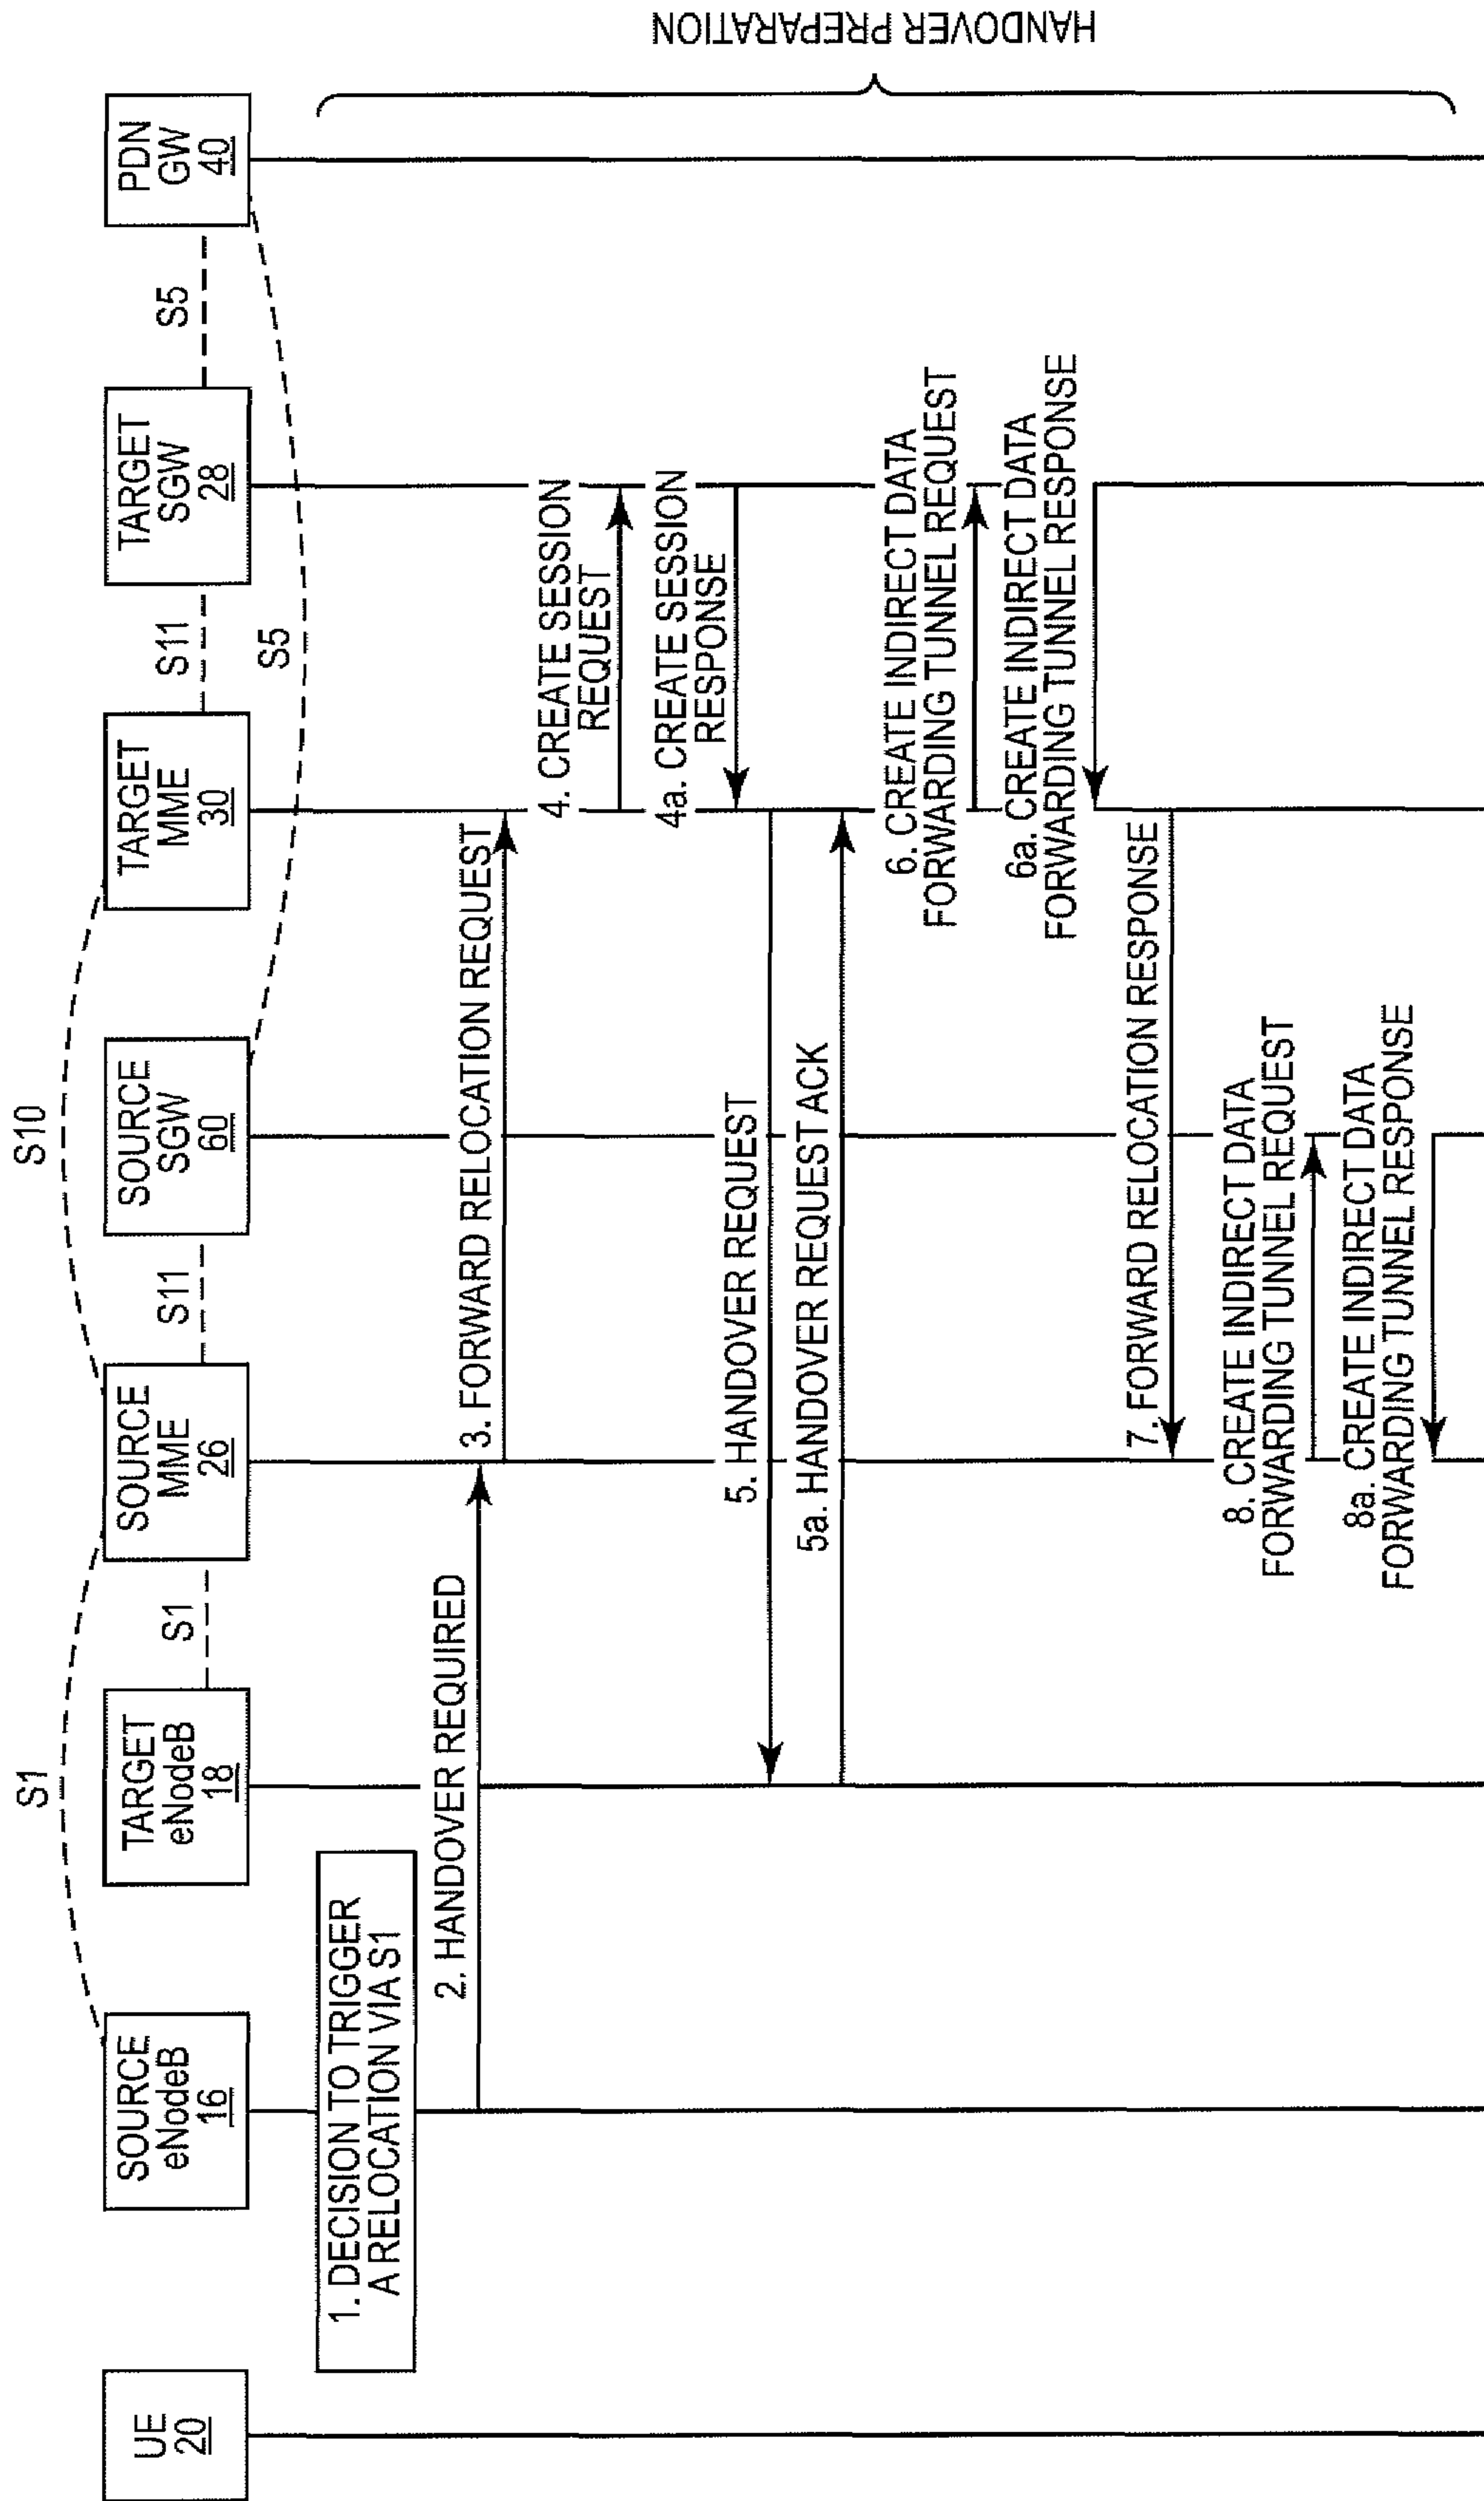 S1
S10
UE
20
SOURCE
eNodeB
16
TARGET
eNodeB
18
S1
SOURCE
MME
26
S11
SOURCE
SGW
60
TARGET
MME
30
S11
TARGET
SGW
28
S5
PDN
GW
40
S5
1. DECISION TO TRIGGER
A RELOCATION VIA S1
2. HANDOVER REQUIRED
3. FORWARD RELOCATION REQUEST
4. CREATE SESSION
REQUEST
4a. CREATE SESSION
RESPONSE
5. HANDOVER REQUEST
5a. HANDOVER REQUEST ACK
6. CREATE INDIRECT DATA
FORWARDING TUNNEL REQUEST
6a. CREATE INDIRECT DATA
FORWARDING TUNNEL RESPONSE
7. FORWARD RELOCATION RESPONSE
8. CREATE INDIRECT DATA
FORWARDING TUNNEL REQUEST
8a. CREATE INDIRECT DATA
FORWARDING TUNNEL RESPONSE
HANDOVER PREPARATION